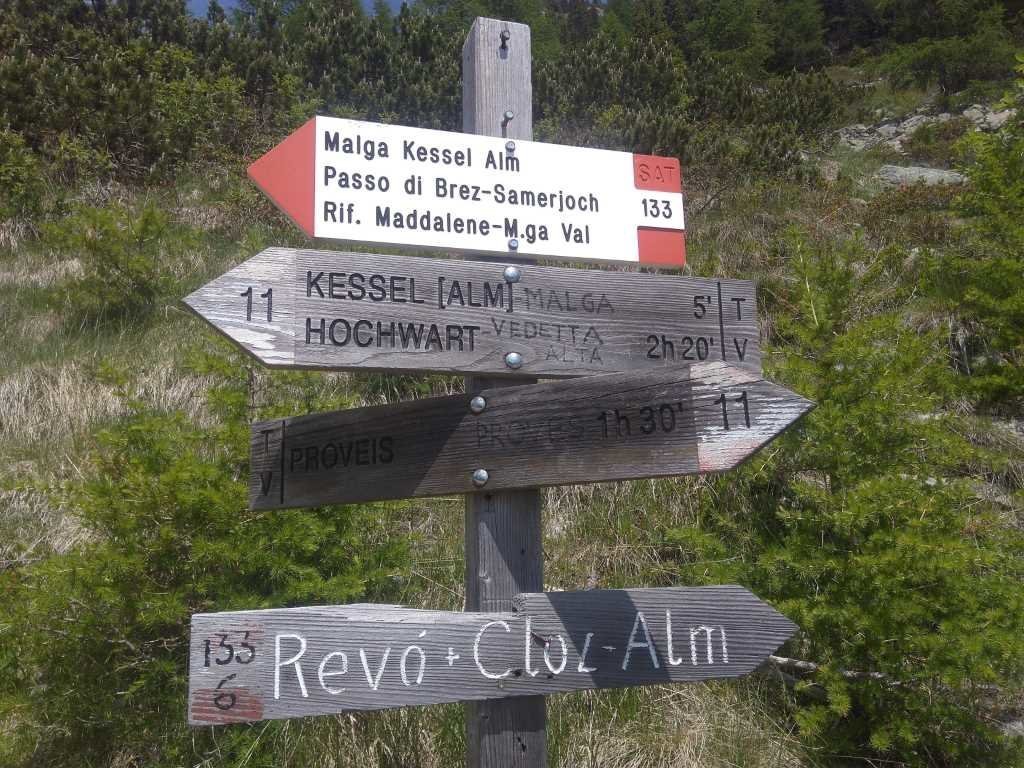 Malga Kessel Alm SAT
Passo di Brez-Samerjoch 133
Rif. Maddalene-M.ga Val
11 KESSEL [ALM] MALGA 5' T
HOCHWART VEDETTA ALTA 2h 20' V
T PROVEIS PROVES 1h 30' 11
V
133 Revó + Cloz-Alm
6